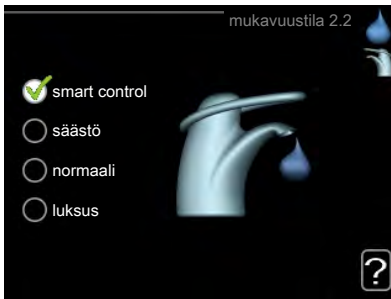 mukavuustila 2.2
smart control
säästö
normaali
luksus
?